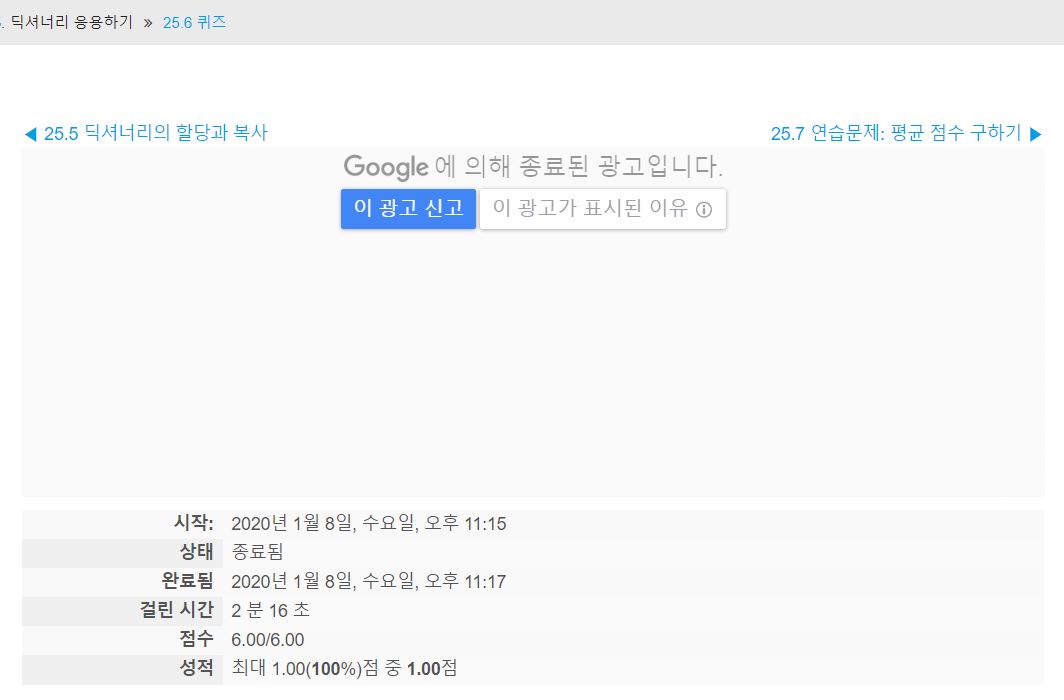 . 딕셔너리 응용하기 » 25.6 퀴즈
◀ 25.5 딕셔너리의 할당과 복사
25.7 연습문제: 평균 점수 구하기 ▶
Google에 의해 종료된 광고입니다.
이 광고 신고 이 광고가 표시된 이유 ⓘ
시작: 2020년 1월 8일, 수요일, 오후 11:15
상태 종료됨
완료됨 2020년 1월 8일, 수요일, 오후 11:17
걸린 시간 2 분 16 초
점수 6.00/6.00
성적 최대 1.00(100%)점 중 1.00점